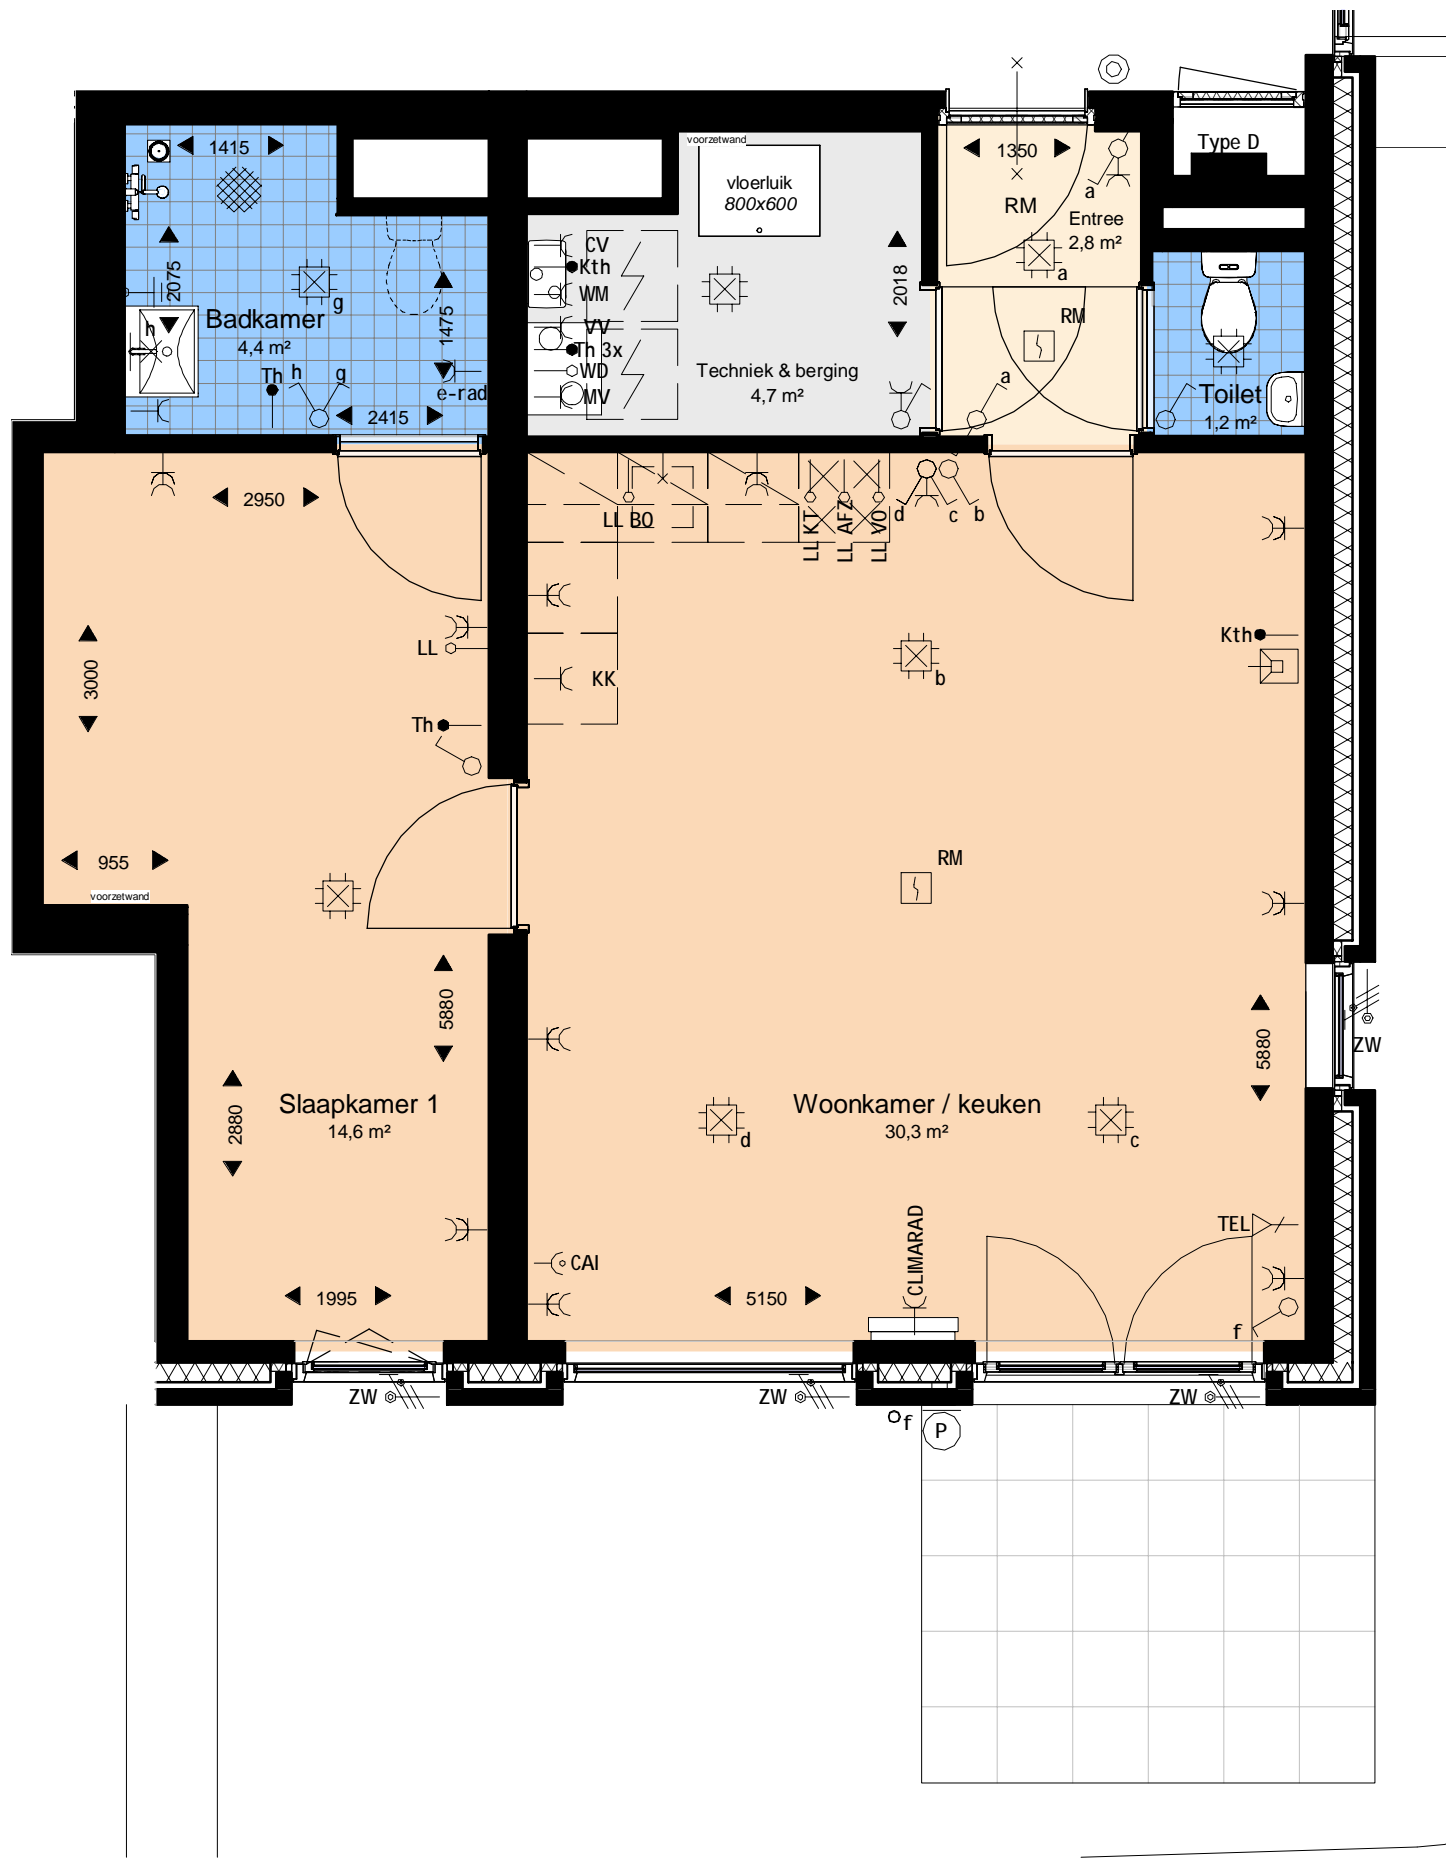 1415
voorzetwand
1350
Type D
vloerluik
800x600
a
RM
Entree
2,8 m²
a
CV
Kth
WM
2075
g
2018
RM
Badkamer
4,4 m²
h
1475
VV
Th 3x
WD
MV
Techniek & berging
4,7 m²
Th
h
g
e-rad
a
Toilet
1,2 m²
2415
2950
LL BO
LL KT
LL AFZ
LL VO
d
c
b
LL
3000
KK
b
Kth
Th
955
voorzetwand
RM
5880
5880
ZW
2880
Slaapkamer 1
14,6 m²
Woonkamer / keuken
30,3 m²
d
c
CLIMARAD
TEL
CAI
1995
5150
f
ZW
ZW
ZW
f
P